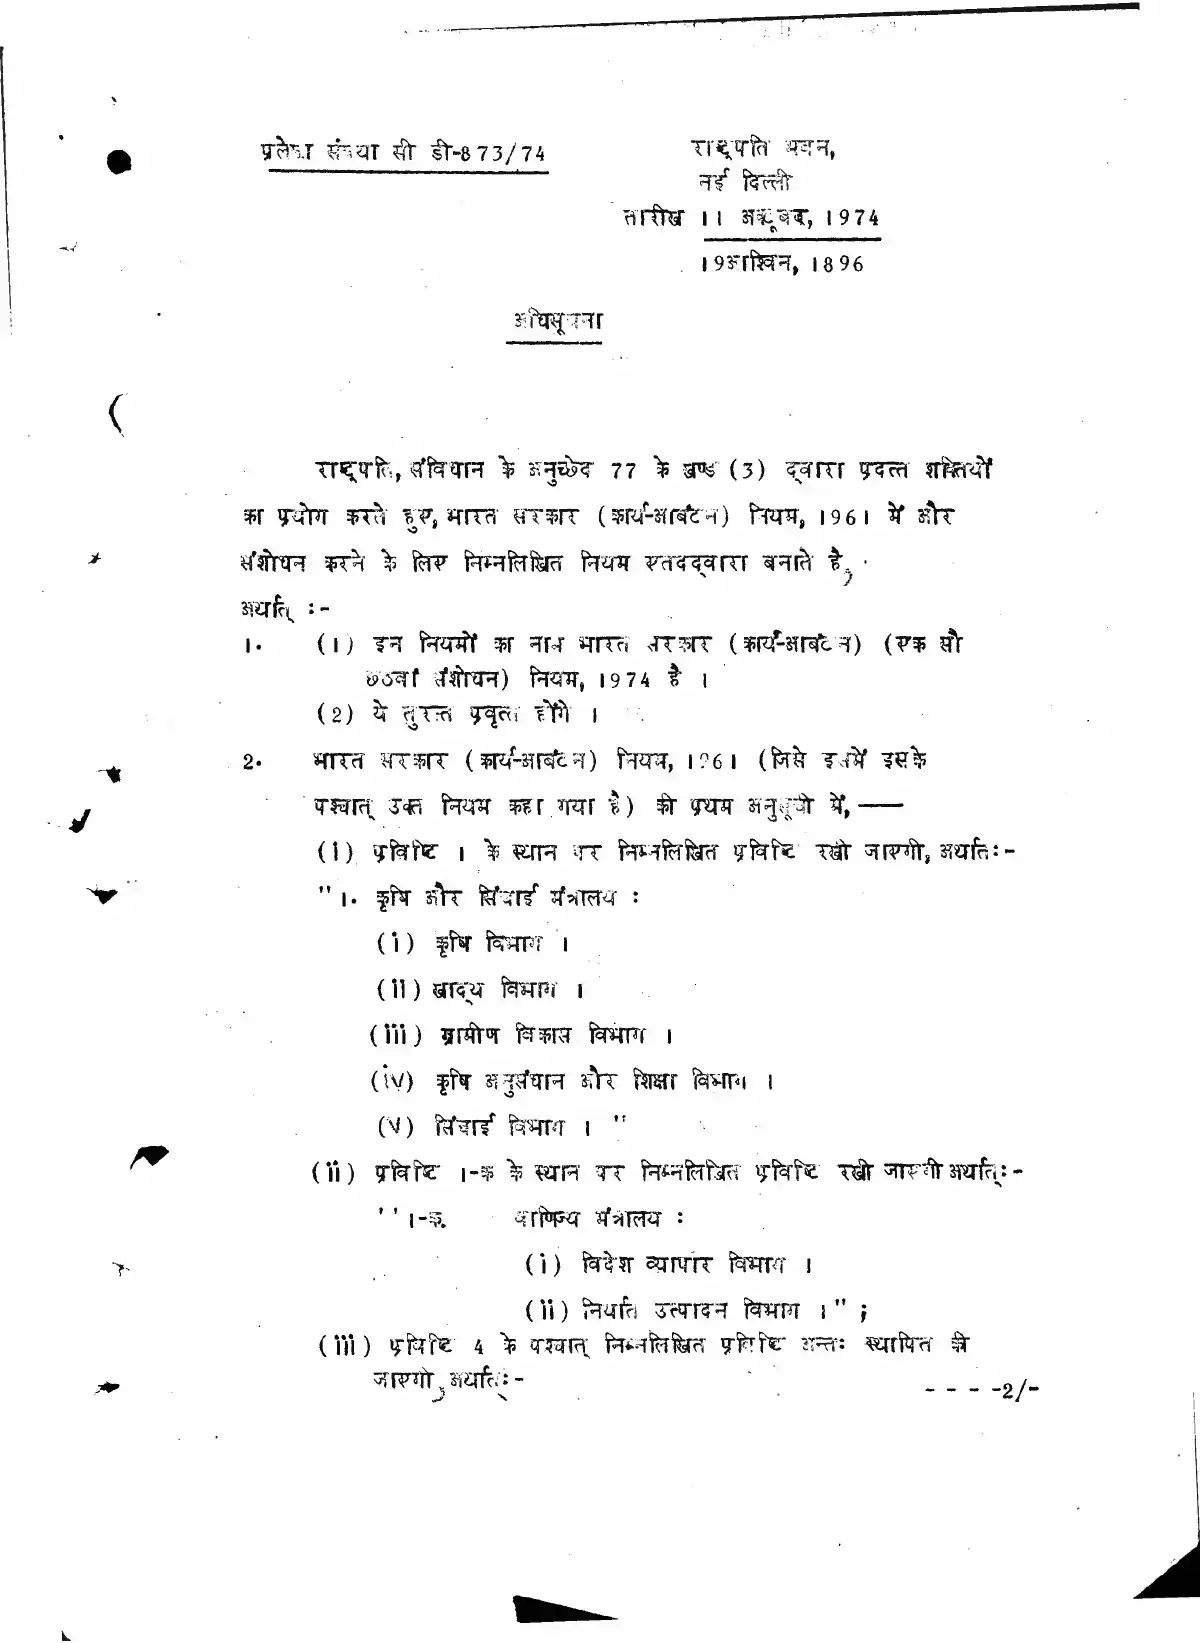 प्रलेख संख्या सी डी-873/74
राष्ट्रपति भवन,
नई दिल्ली
तारीख 11 अक्टूबर, 1974
19आश्विन, 1896
अधिसूचना
राष्ट्रपति, संविधान के अनुच्छेद 77 के खण्ड (3) द्वारा प्रदत्त शक्तियों
का प्रयोग करते हुए, भारत सरकार (कार्य-आबंटन) नियम, 1961 में और
संशोधन करने के लिए निम्नलिखित नियम एतदद्वारा बनाते है,
अर्थात् :-
1. (1) इन नियमों का नाम भारत सरकार (कार्य-आबंटन) (एक सौ
संशोधन) नियम, 1974 है ।
(2) ये तुरन्त प्रवृत्त होंगे ।
2. भारत सरकार (कार्य-आबंटन) नियम, 1961 (जिसे इसमें इसके
पश्चात् उक्त नियम कहा गया है) की प्रथम अनुसूची में,——
(i) प्रविष्टि 1 के स्थान पर निम्नलिखित प्रविष्टि रखी जाएगी, अर्थात:-
"1. कृषि और सिंचाई मंत्रालय :
(i) कृषि विभाग ।
(ii) खाद्य विभाग ।
(iii) ग्रामीण विकास विभाग ।
(iv) कृषि अनुसंधान और शिक्षा विभाग ।
(v) सिंचाई विभाग । "
(ii) प्रविष्टि 1-क के स्थान पर निम्नलिखित प्रविष्टि रखी जाएगी अर्थात्:-
''1-क. वाणिज्य मंत्रालय :
(i) विदेश व्यापार विभाग ।
(ii) निर्यात उत्पादन विभाग ।" ;
(iii) प्रविष्टि 4 के पश्चात् निम्नलिखित प्रविष्टि अन्तः स्थापित की
जाएगी, अर्थात्:-
- - - -2/-